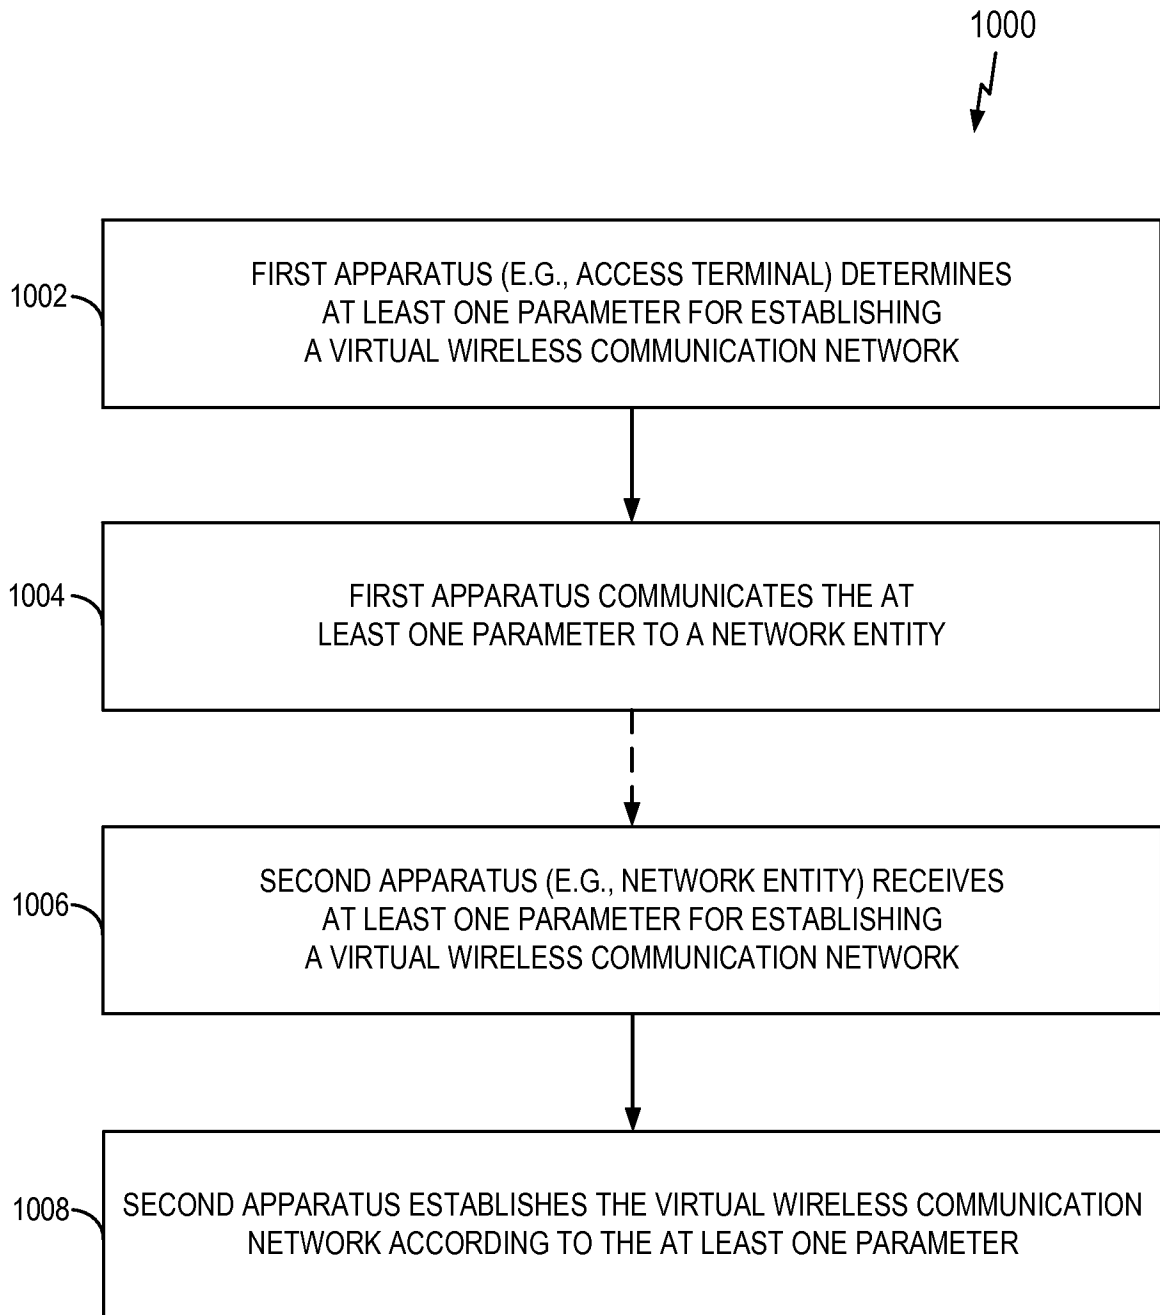 1000
1002
FIRST APPARATUS (E.G., ACCESS TERMINAL) DETERMINES
AT LEAST ONE PARAMETER FOR ESTABLISHING
A VIRTUAL WIRELESS COMMUNICATION NETWORK
1004
FIRST APPARATUS COMMUNICATES THE AT
LEAST ONE PARAMETER TO A NETWORK ENTITY
1006
SECOND APPARATUS (E.G., NETWORK ENTITY) RECEIVES
AT LEAST ONE PARAMETER FOR ESTABLISHING
A VIRTUAL WIRELESS COMMUNICATION NETWORK
1008
SECOND APPARATUS ESTABLISHES THE VIRTUAL WIRELESS COMMUNICATION
NETWORK ACCORDING TO THE AT LEAST ONE PARAMETER